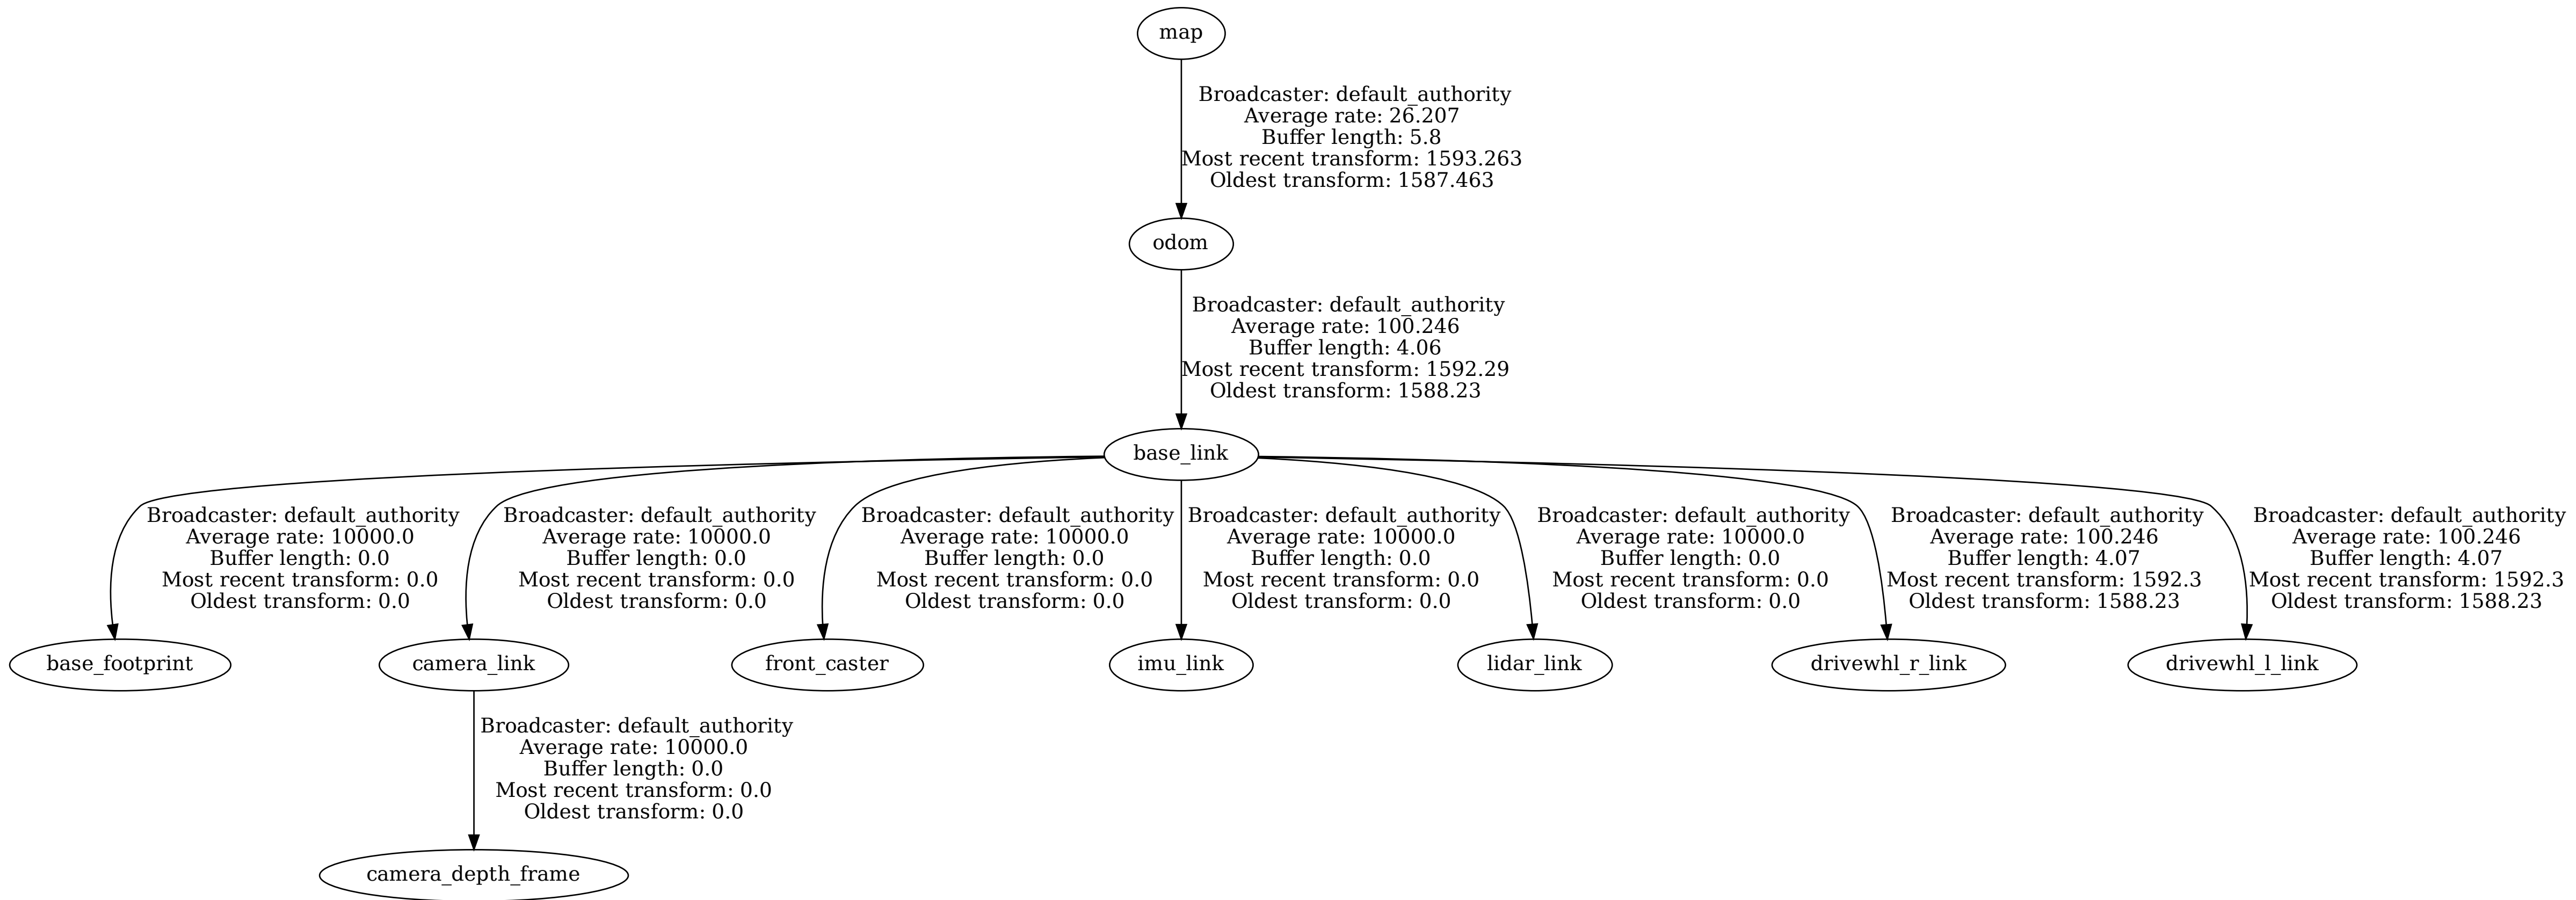 map
Broadcaster: default_authority
Average rate: 26.207
Buffer length: 5.8
Most recent transform: 1593.263
Oldest transform: 1587.463
odom
Broadcaster: default_authority
Average rate: 100.246
Buffer length: 4.06
Most recent transform: 1592.29
Oldest transform: 1588.23
base_link
Broadcaster: default_authority
Average rate: 10000.0
Buffer length: 0.0
Most recent transform: 0.0
Oldest transform: 0.0
Broadcaster: default_authority
Average rate: 10000.0
Buffer length: 0.0
Most recent transform: 0.0
Oldest transform: 0.0
Broadcaster: default_authority
Average rate: 10000.0
Buffer length: 0.0
Most recent transform: 0.0
Oldest transform: 0.0
Broadcaster: default_authority
Average rate: 10000.0
Buffer length: 0.0
Most recent transform: 0.0
Oldest transform: 0.0
Broadcaster: default_authority
Average rate: 10000.0
Buffer length: 0.0
Most recent transform: 0.0
Oldest transform: 0.0
Broadcaster: default_authority
Average rate: 100.246
Buffer length: 4.07
Most recent transform: 1592.3
Oldest transform: 1588.23
Broadcaster: default_authority
Average rate: 100.246
Buffer length: 4.07
Most recent transform: 1592.3
Oldest transform: 1588.23
base_footprint
camera_link
front_caster
imu_link
lidar_link
drivewhl_r_link
drivewhl_l_link
Broadcaster: default_authority
Average rate: 10000.0
Buffer length: 0.0
Most recent transform: 0.0
Oldest transform: 0.0
camera_depth_frame